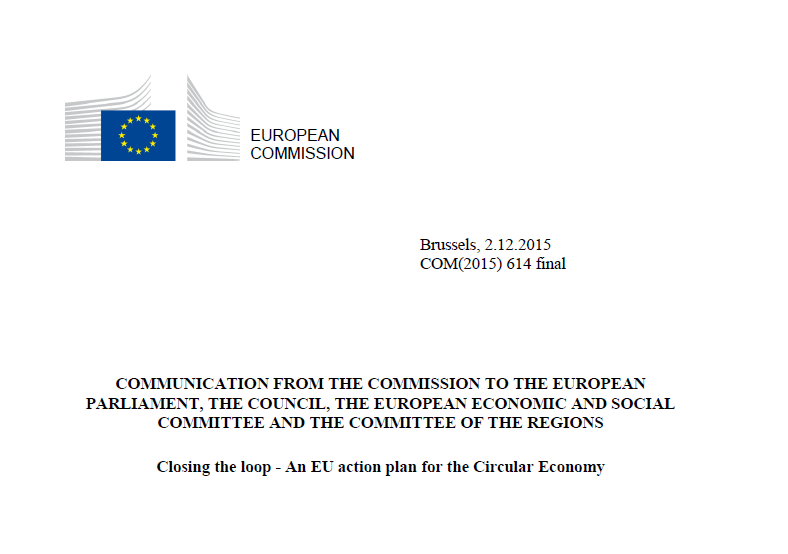 EUROPEAN
COMMISSION
Brussels, 2.12.2015
COM(2015) 614 final
COMMUNICATION FROM THE COMMISSION TO THE EUROPEAN
PARLIAMENT, THE COUNCIL, THE EUROPEAN ECONOMIC AND SOCIAL
COMMITTEE AND THE COMMITTEE OF THE REGIONS
Closing the loop - An EU action plan for the Circular Economy